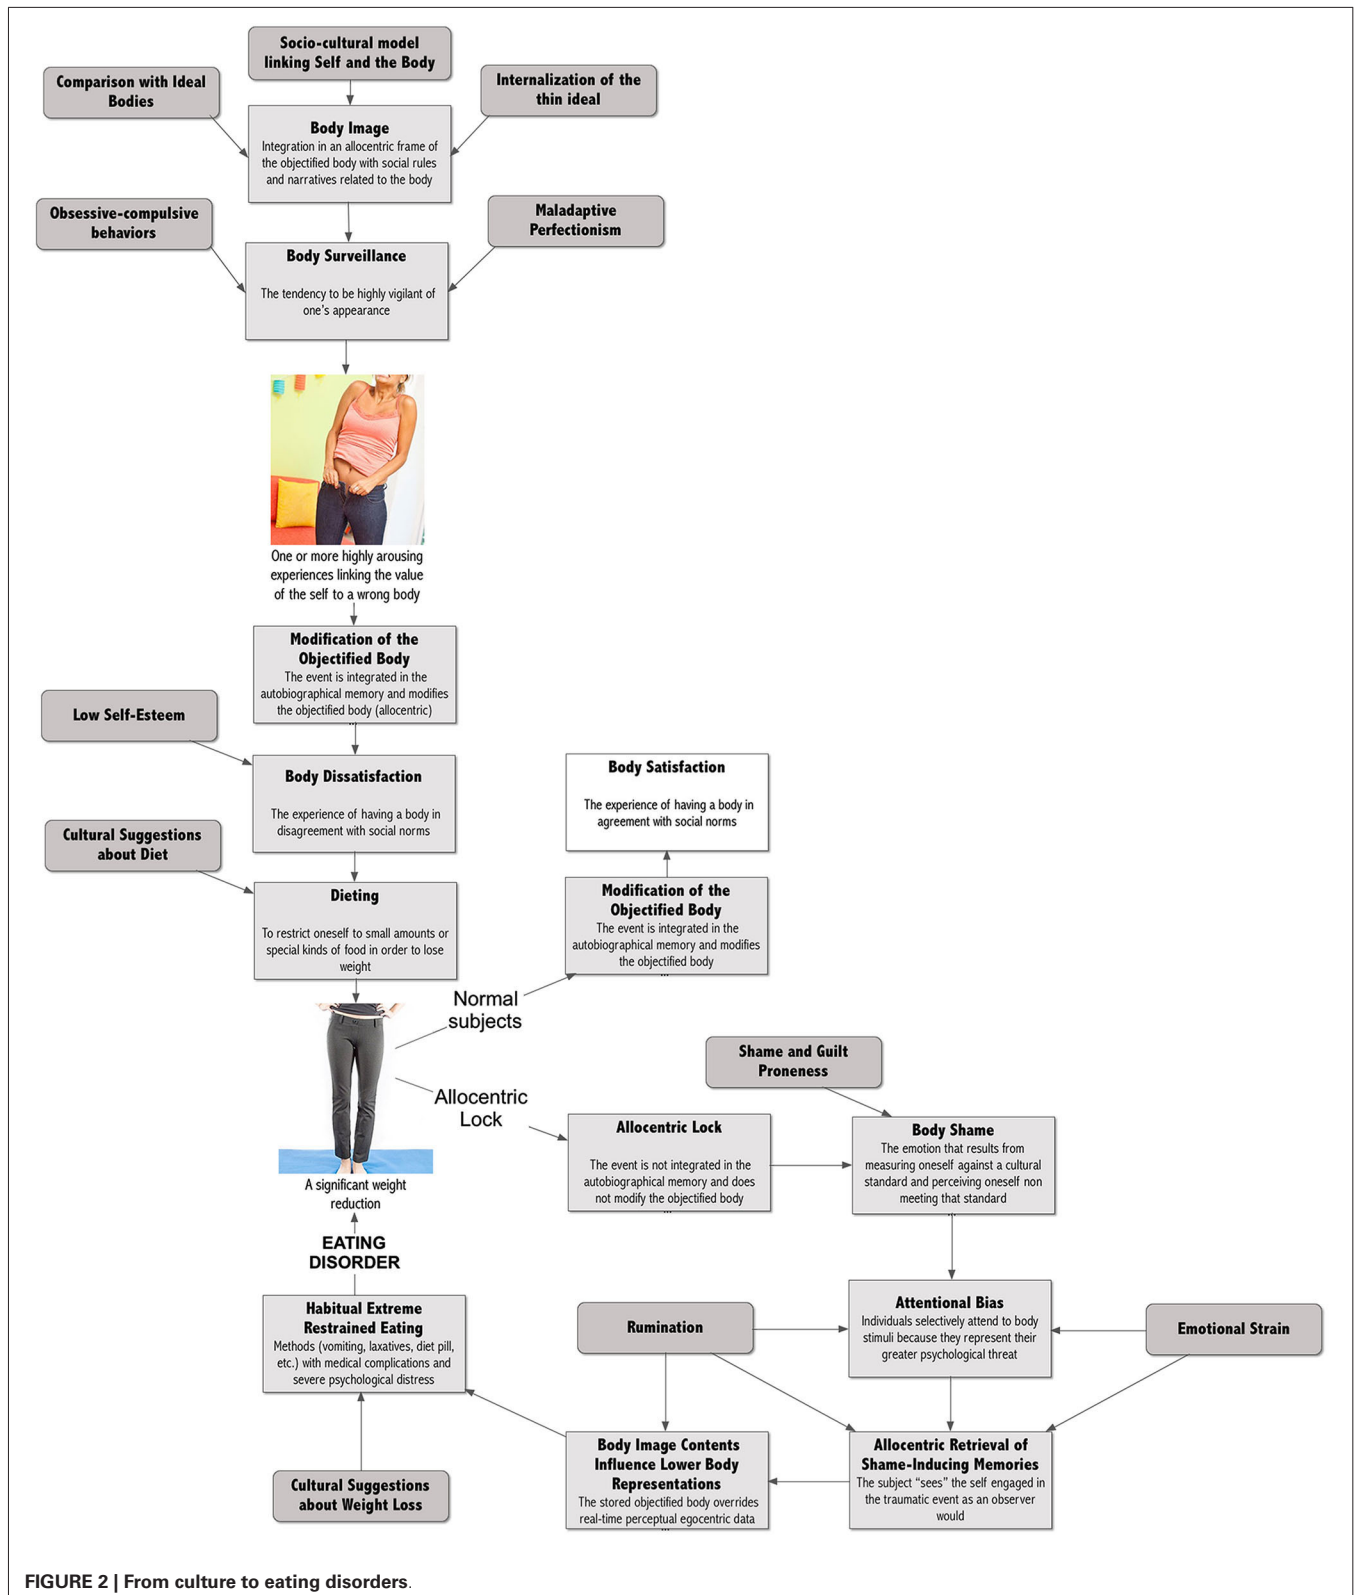 Socio-cultural model
linking Self and the Body
Comparison with Ideal
Bodies
Internalization of the
thin ideal
Body Image
Integration in an allocentric frame of
the objectified body with social rules
and narratives related to the body
Obsessive-compulsive
behaviors
Maladaptive
Perfectionism
Body Surveillance
The tendency to be highly vigilant of
one's appearance
One or more highly arousing
experiences linking the value
of the self to a wrong body
Modification of the
Objectified Body
The event is integrated in the
autobiographical memory and modifies
the objectified body (allocentric)
...
Low Self-Esteem
Body Dissatisfaction
The experience of having a body in
disagreement with social norms
Cultural Suggestions
about Diet
Dieting
To restrict oneself to small amounts or
special kinds of food in order to lose
weight
Body Satisfaction
The experience of having a body in
agreement with social norms
Modification of the
Objectified Body
The event is integrated in the
autobiographical memory and modifies
the objectified body
...
Normal
subjects
Allocentric
Lock
A significant weight
reduction
Allocentric Lock
The event is not integrated in the
autobiographical memory and does
not modify the objectified body
...
Shame and Guilt
Proneness
Body Shame
The emotion that results from
measuring oneself against a cultural
standard and perceiving oneself non
meeting that standard
...
EATING
DISORDER
Habitual Extreme
Restrained Eating
Methods (vomiting, laxatives, diet pill,
etc.) with medical complications and
severe psychological distress
Rumination
Attentional Bias
Individuals selectively attend to body
stimuli because they represent their
greater psychological threat
Emotional Strain
Cultural Suggestions
about Weight Loss
Body Image Contents
Influence Lower Body
Representations
The stored objectified body overrides
real-time perceptual egocentric data
...
Allocentric Retrieval of
Shame-Inducing Memories
The subject “sees” the self engaged in
the traumatic event as an observer
would
FIGURE 2 | From culture to eating disorders.